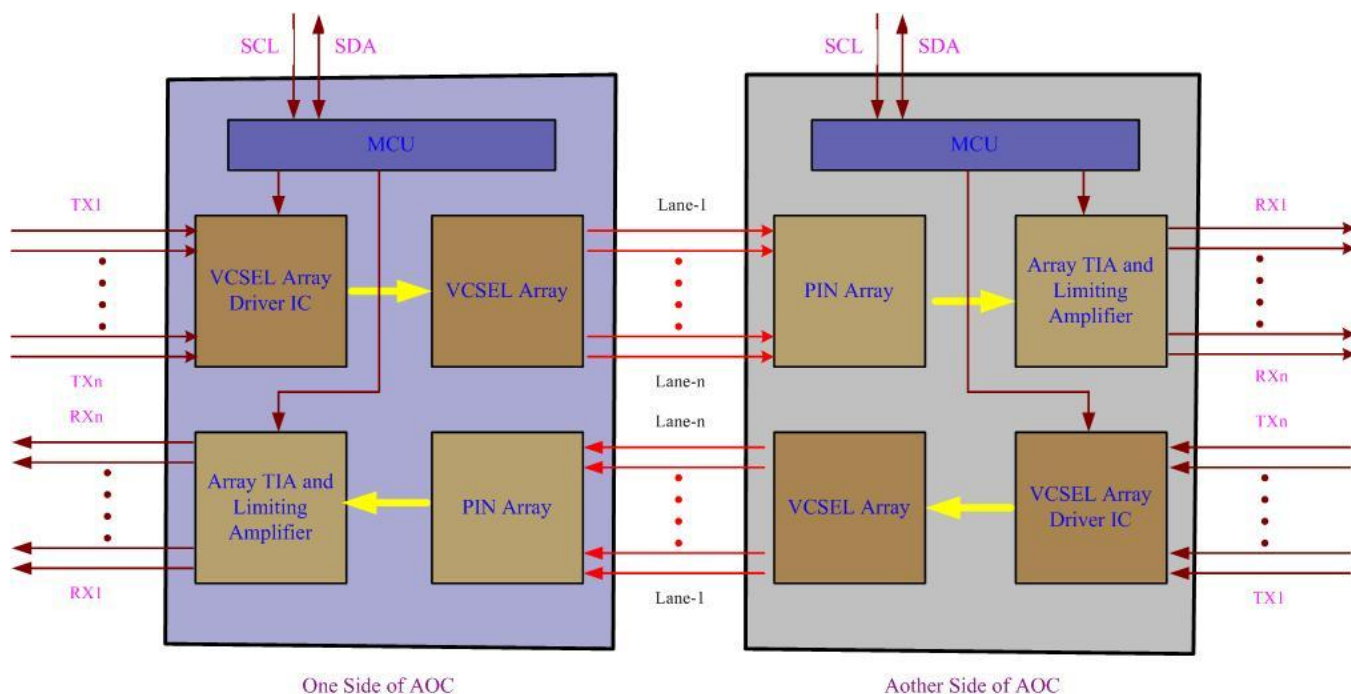 SCL SDA
SCL SDA
MCU
MCU
TX1
Lane-1
RX1
VCSEL Array
Driver IC
VCSEL Array
PIN Array
Array TIA and
Limiting
Amplifier
TXn
Lane-n
RXn
RXn
Lane-n
TXn
Array TIA and
Limiting
Amplifier
PIN Array
VCSEL Array
VCSEL Array
Driver IC
RX1
Lane-1
TX1
One Side of AOC
Aother Side of AOC